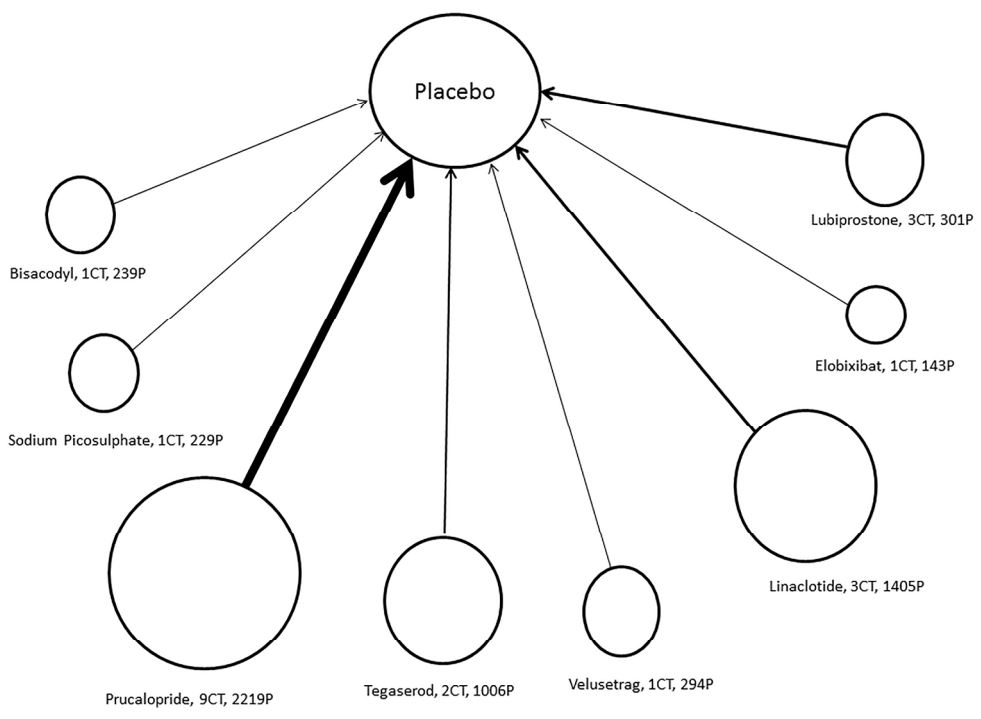 Placebo
Lubiprostone, 3CT, 301P
Bisacodyl, 1CT, 239P
Elobixibat, 1CT, 143P
Sodium Picosulphate, 1CT, 229P
Linaclotide, 3CT, 1405P
Prucalopride, 9CT, 2219P
Tegaserod, 2CT, 1006P
Velusetrag, 1CT, 294P